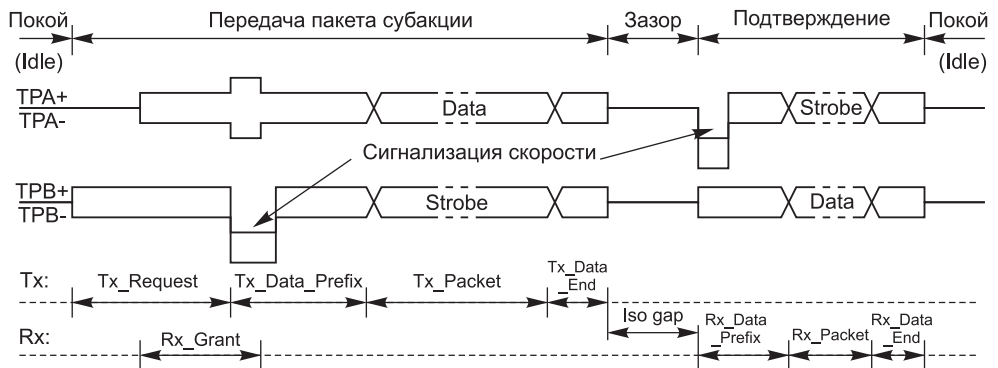 Покой Передача пакета субакции Зазор Подтверждение Покой
(Idle) (Idle)
TPA+ Data Strobe
TPA-
Сигнализация скорости
TPB+ Strobe Data
TPB-
Tx: Tx_Request Tx_Data_Prefix Tx_Packet Tx_Data
_End
Iso gap
Rx: Rx_Grant Rx_Data
_Prefix Rx_Packet Rx_Data
_End